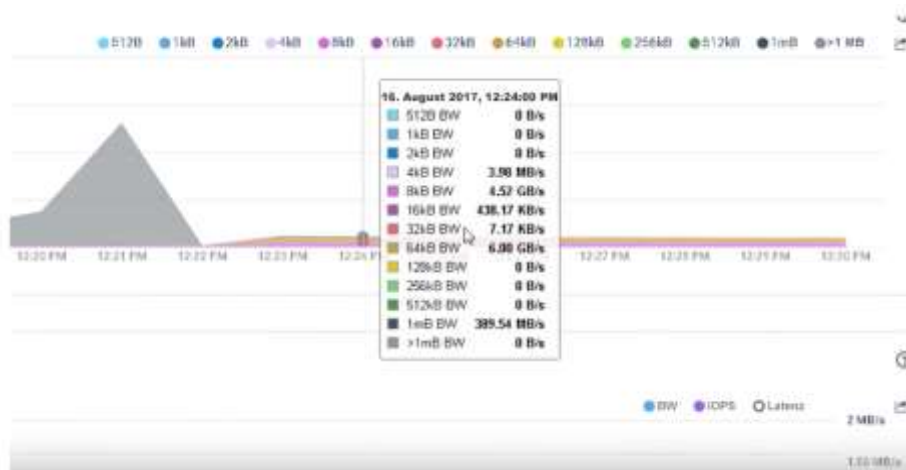 512B 1kB 2kB 4kB 8kB 16kB 32kB 64kB 128kB 256kB 512kB 1mB >1 MB
16. August 2017, 12:24:00 PM
512B BW 0 B/s
1kB BW 0 B/s
2kB BW 0 B/s
4kB BW 3.98 MB/s
8kB BW 4.52 GB/s
16kB BW 438.17 KB/s
32kB BW 7.17 KB/s
64kB BW 6.00 GB/s
128kB BW 0 B/s
256kB BW 0 B/s
512kB BW 0 B/s
1mB BW 389.54 MB/s
>1mB BW 0 B/s
12:20 PM 12:21 PM 12:22 PM 12:23 PM 12:24 12:27 PM 12:28 PM 12:29 PM 12:30 PM
BW IOPS Latenz
2 MB/s